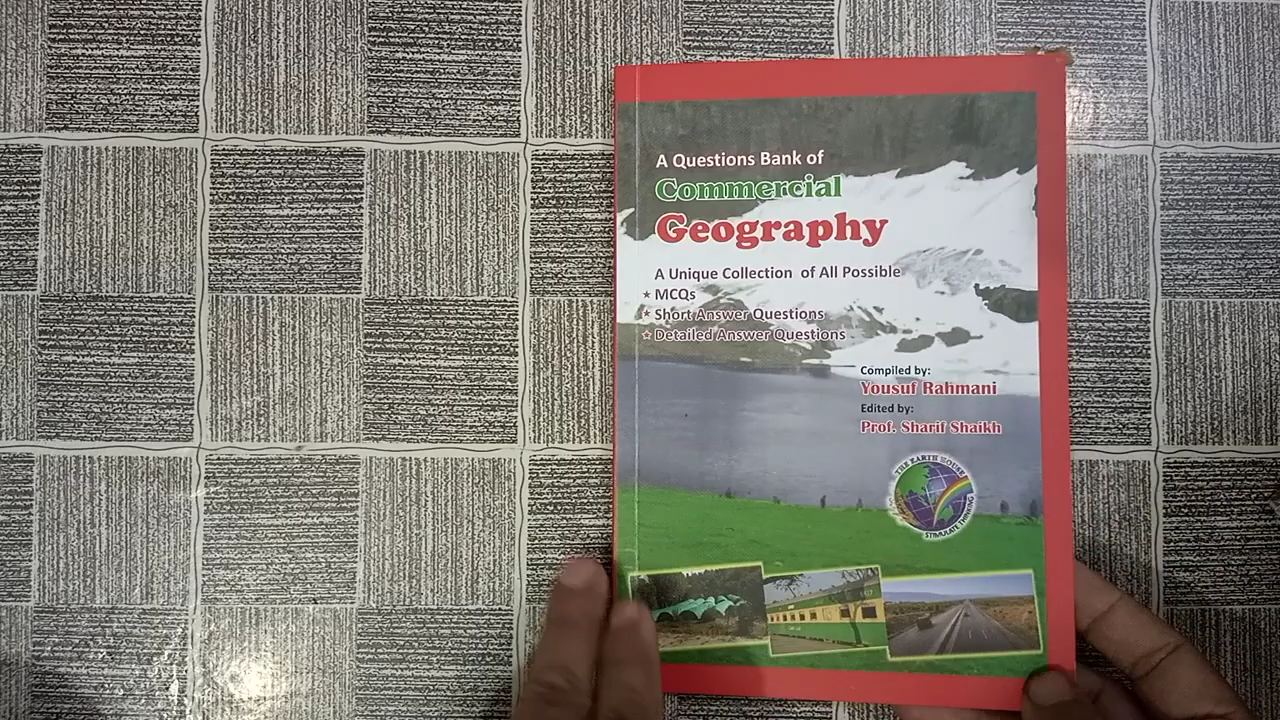 A Questions Bank of
Commercial
Geography
A Unique Collection of All Possible
★ MCQs
★ Short Answer Questions
★ Detailed Answer Questions
Compiled by:
Yousuf Rahmani
Edited by:
Prof. Sharif Shaikh
THE EARTH HOUSE
STIMULATE THINKING